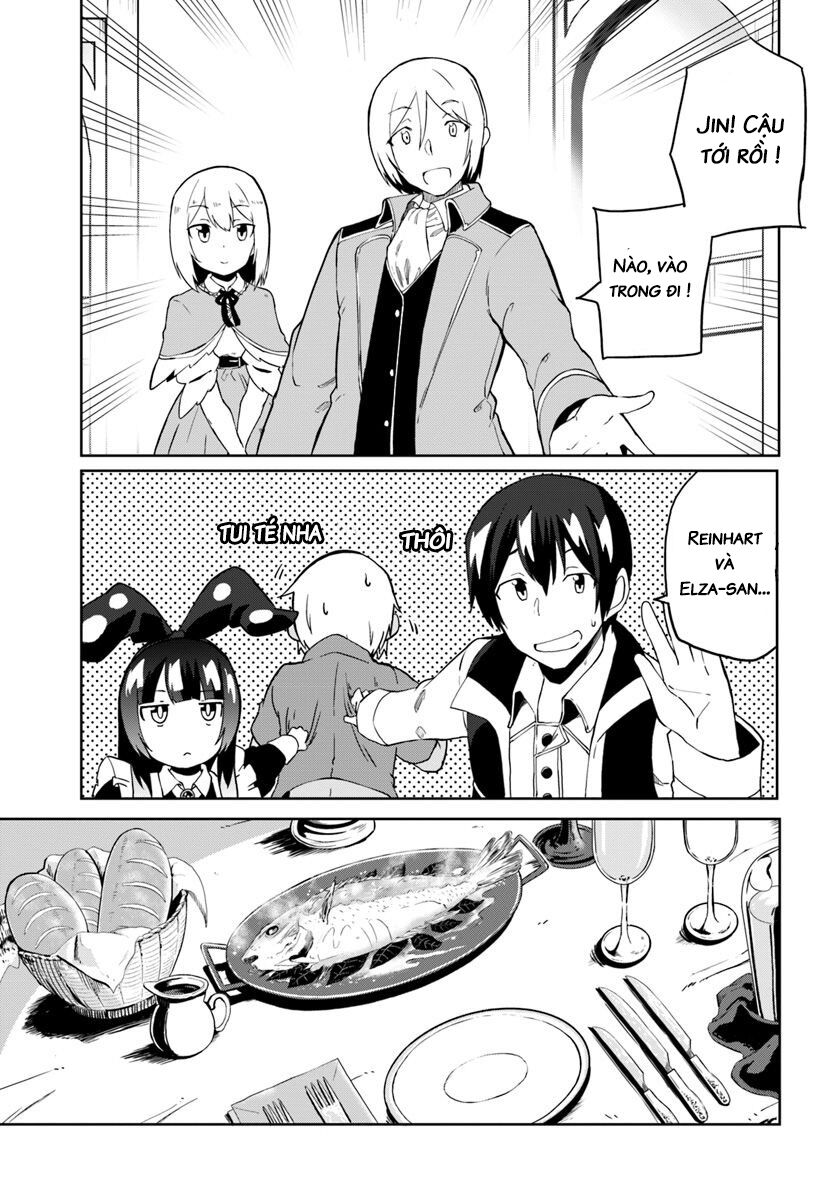 JIN! CẬU
TỚI RỒI !
NÀO, VÀO
TRONG ĐI !
REINHART
VÀ
ELZA-SAN...
THÔI
TUI TÉ NHA